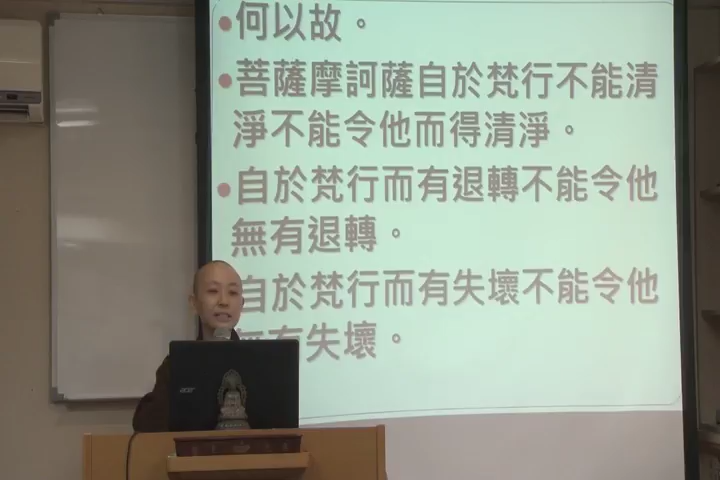 何以故。
菩薩摩訶薩自於梵行不能清
淨不能令他而得清淨。
自於梵行而有退轉不能令他
無有退轉。
自於梵行而有失壞不能令他
無有失壞。
acer